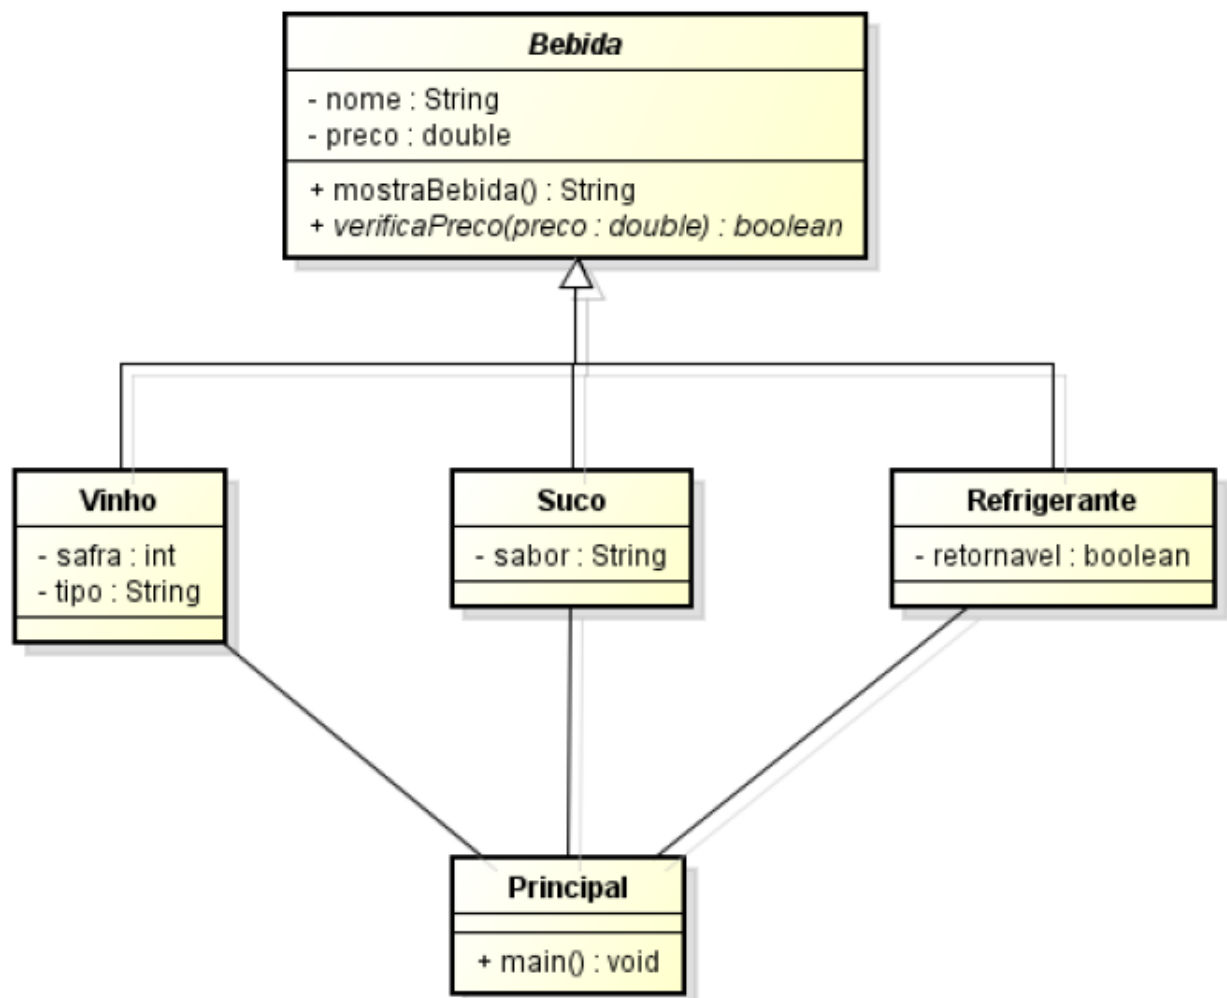 Bebida
- nome : String
- preco : double
+ mostraBebida() : String
+ verificaPreco(preco : double) : boolean
Vinho
- safra : int
- tipo : String
Suco
- sabor : String
Refrigerante
- retornavel : boolean
Principal
+ main() : void